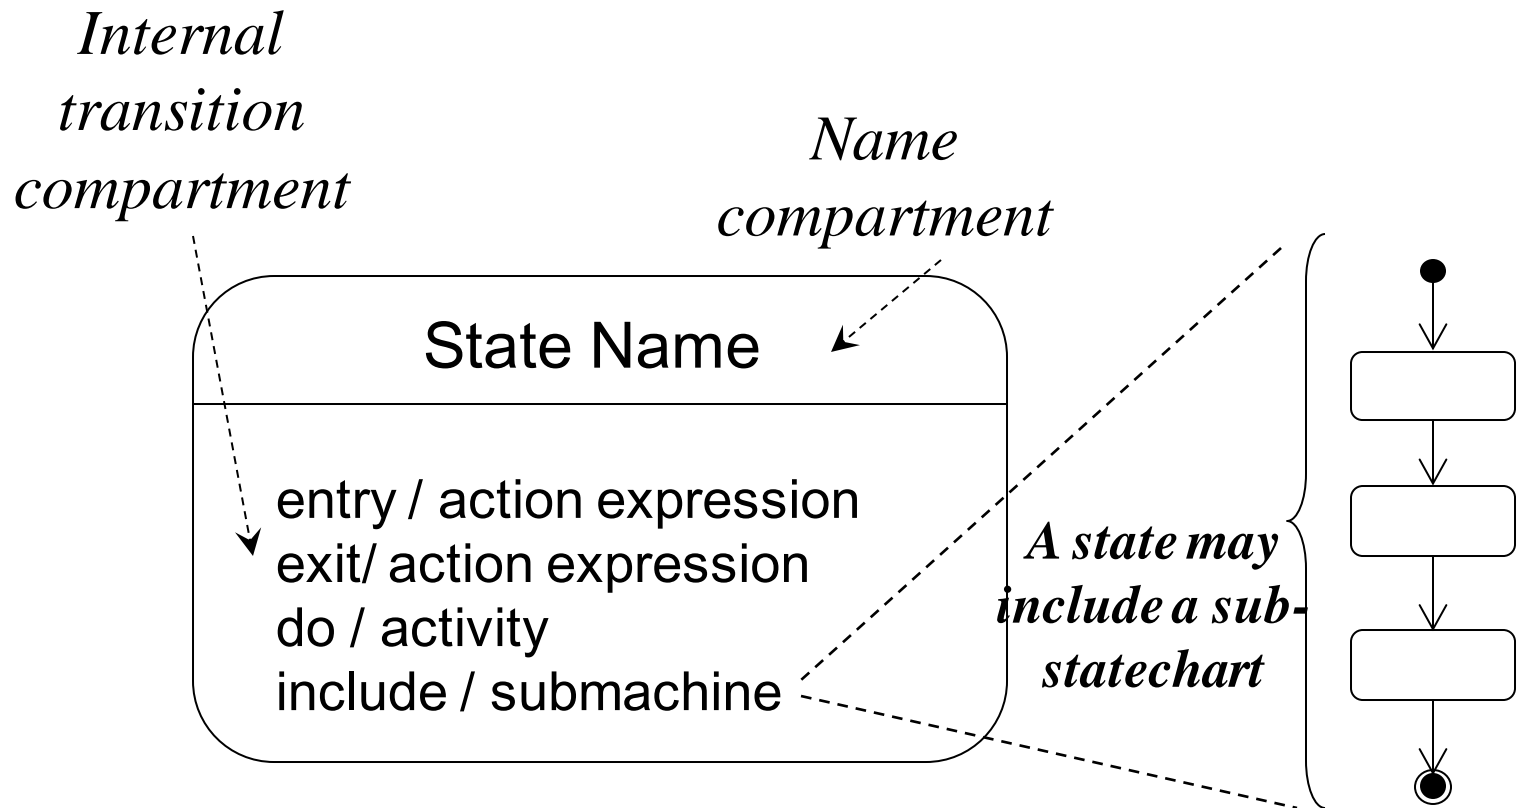 Internal
transition
compartment
Name
compartment
State Name
entry / action expression
exit/ action expression
do / activity
include / submachine
A state may
include a sub-
statechart